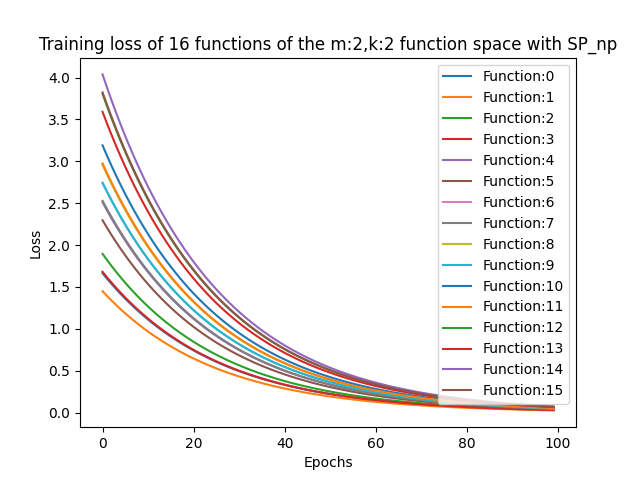 Training loss of 16 functions of the m:2,k:2 function space with SP_np
Loss
4.0
3.5
3.0
2.5
2.0
1.5
1.0
0.5
0.0
Function:0
Function:1
Function:2
Function:3
Function:4
Function:5
Function:6
Function:7
Function:8
Function:9
Function:10
Function:11
Function:12
Function:13
Function:14
Function:15
0 20 40 60 80 100
Epochs